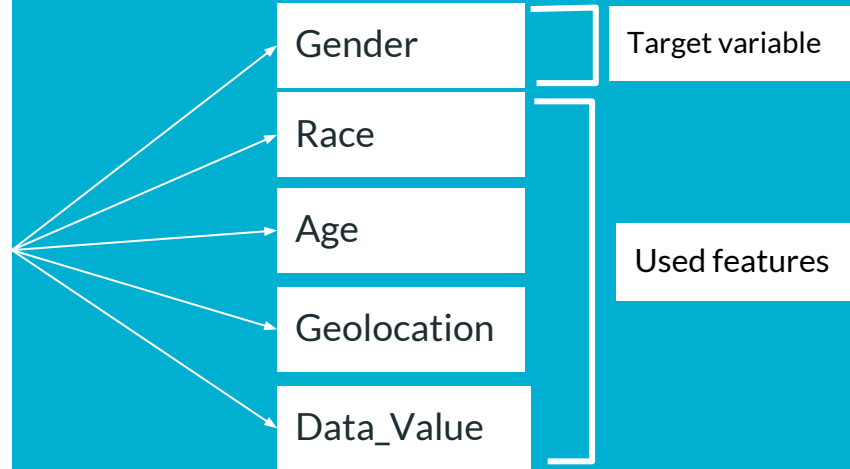 Gender
Target variable
Race
Age
Used features
Geolocation
Data_Value